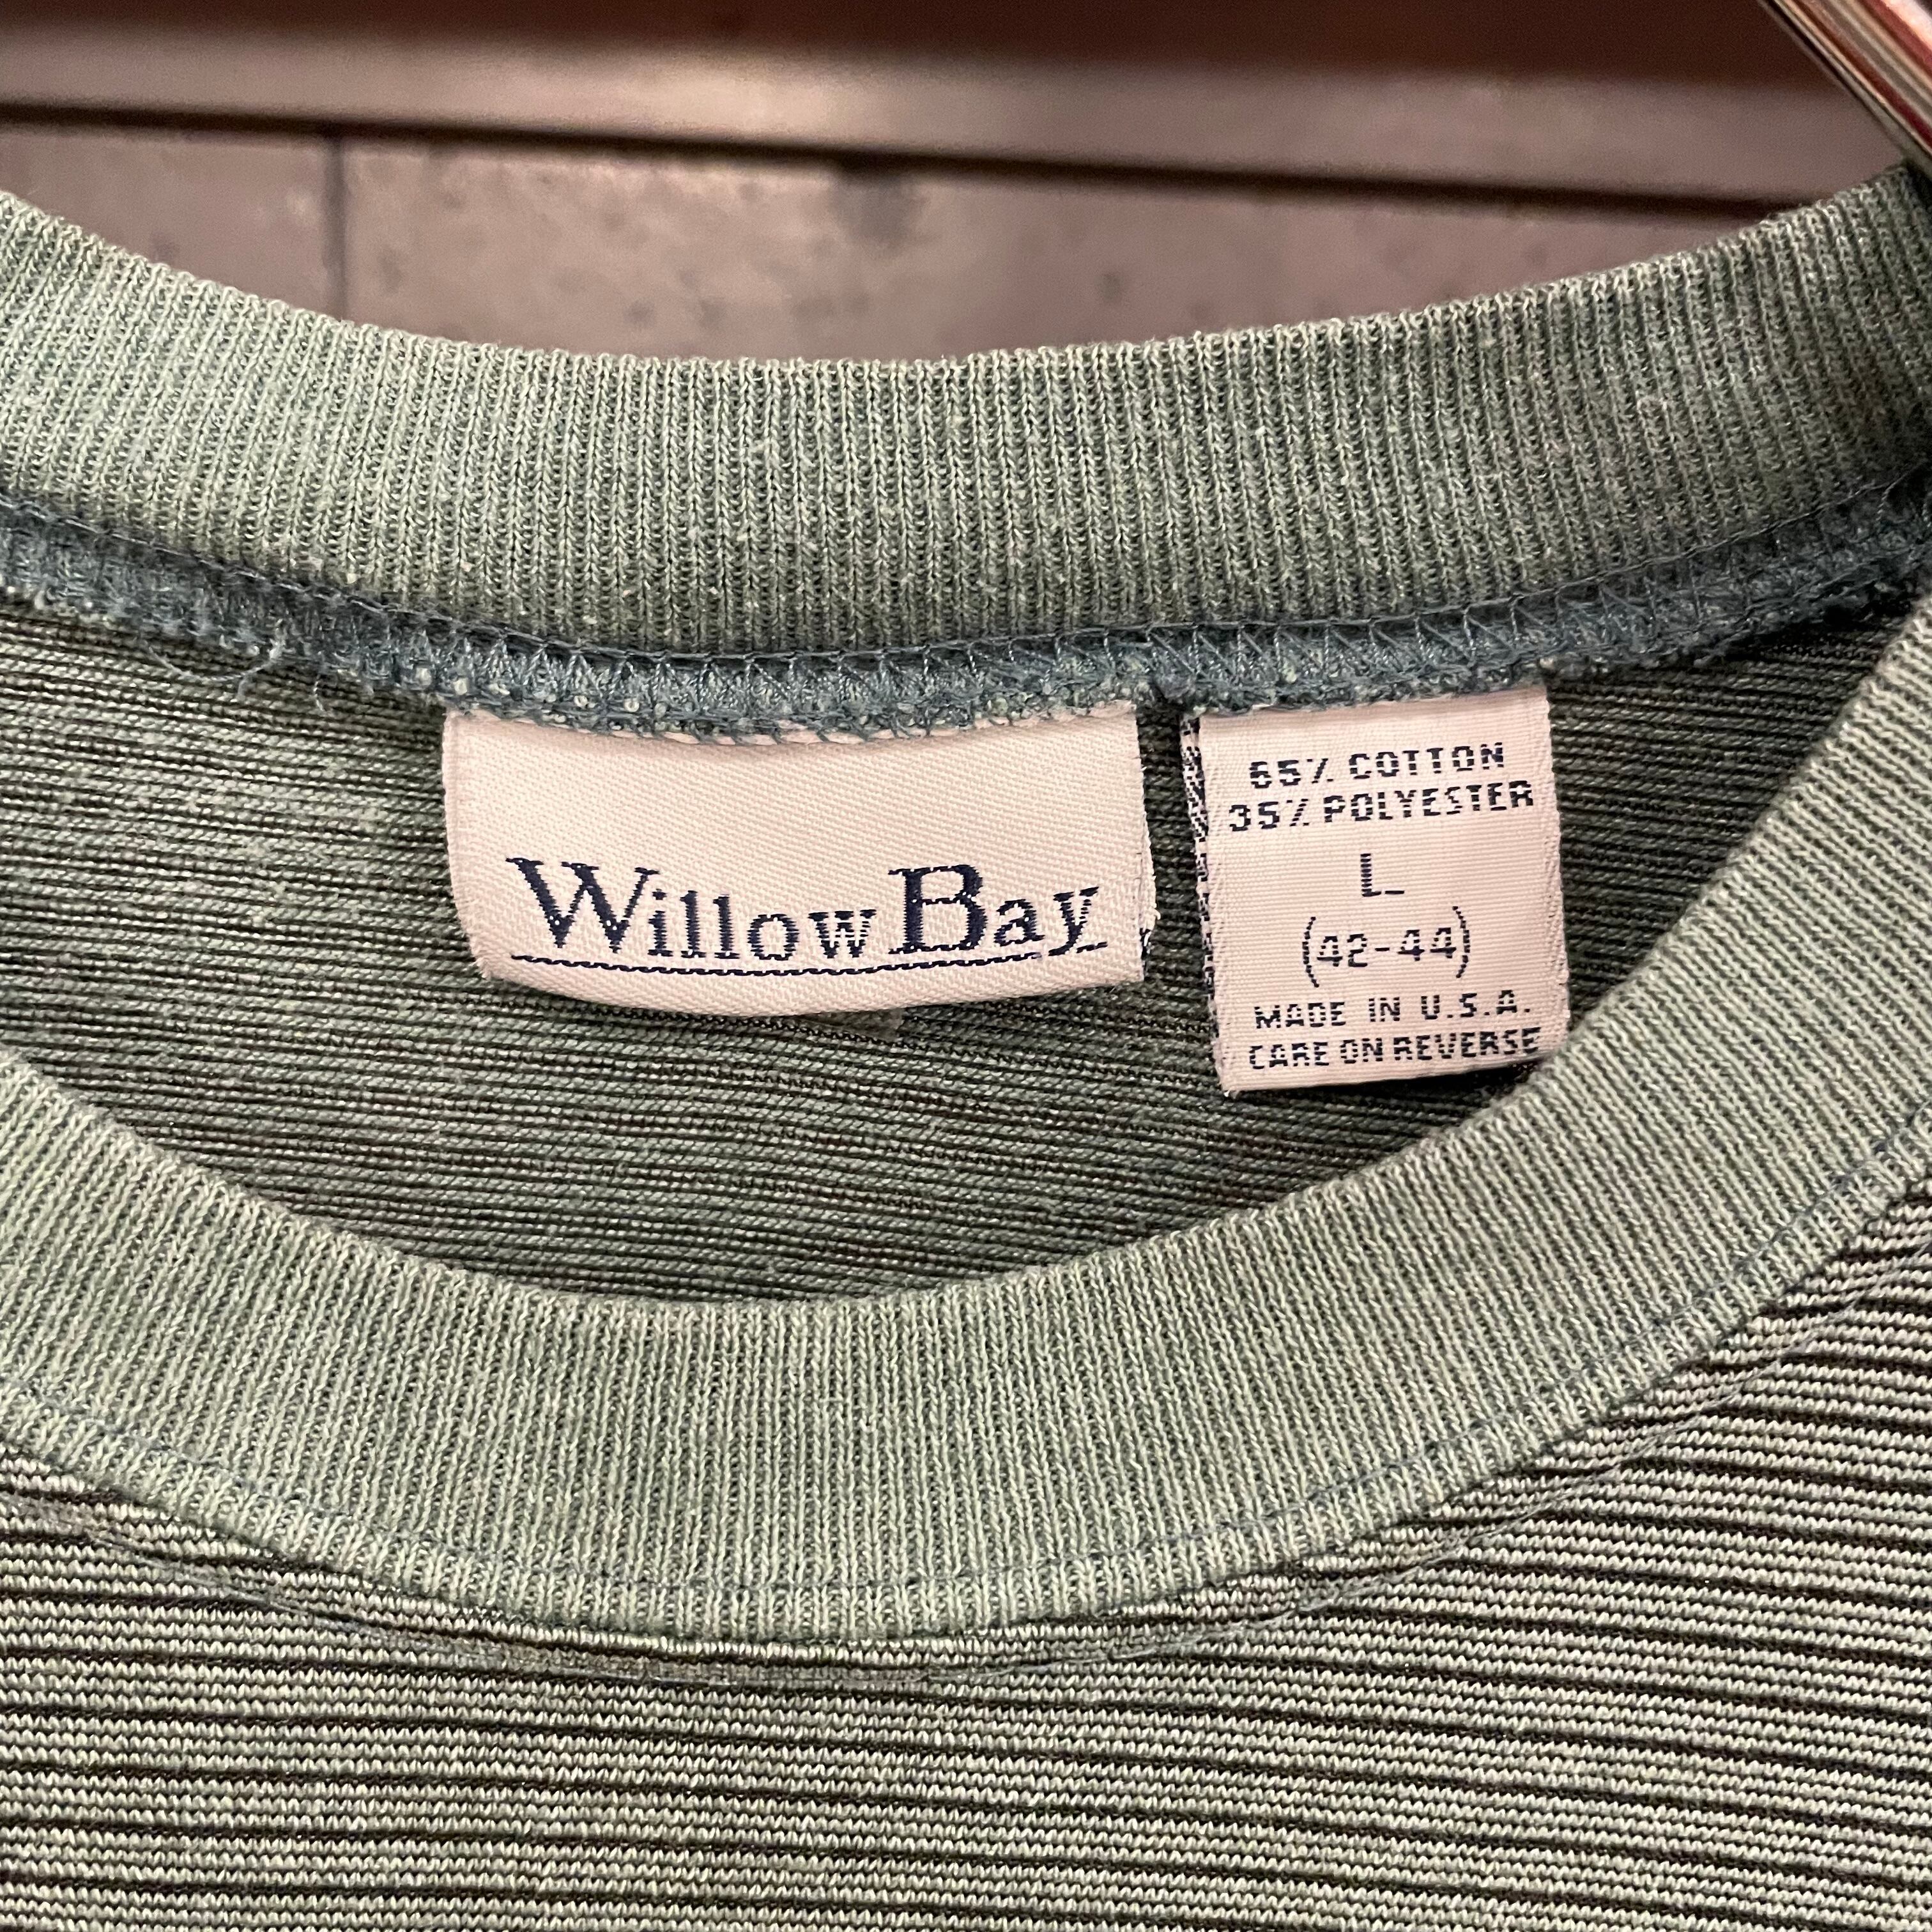 Willow Bay
65% COTTON
35% POLYESTER
L
(42-44)
MADE IN U.S.A.
CARE ON REVERSE